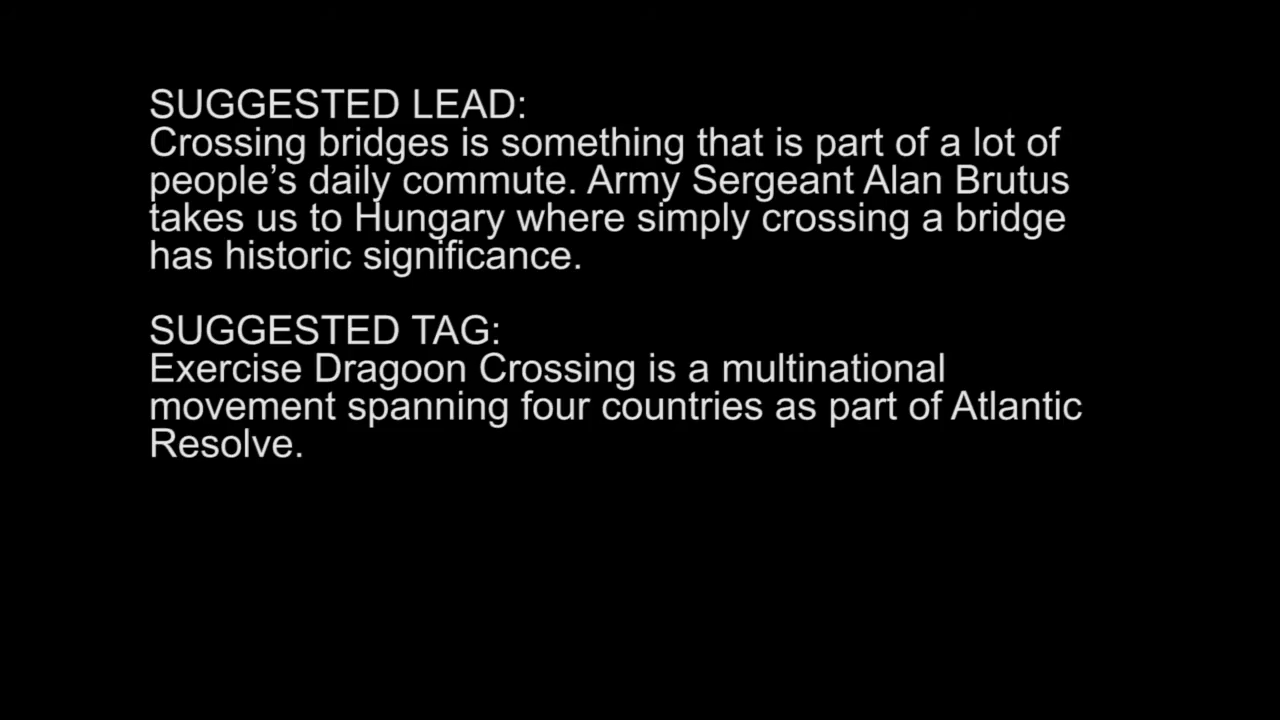 SUGGESTED LEAD:
Crossing bridges is something that is part of a lot of
people’s daily commute. Army Sergeant Alan Brutus
takes us to Hungary where simply crossing a bridge
has historic significance.
SUGGESTED TAG:
Exercise Dragoon Crossing is a multinational
movement spanning four countries as part of Atlantic
Resolve.